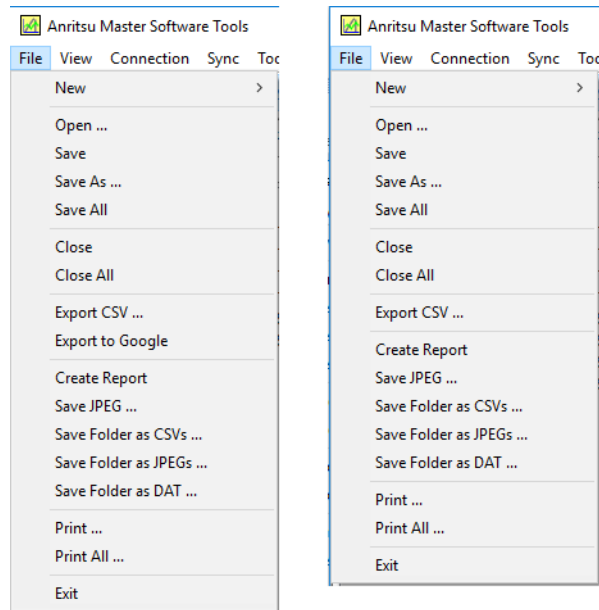 Anritsu Master Software Tools
File View Connection Sync
New
Open ...
Save
Save As ...
Save All
Close
Close All
Export CSV ...
Export to Google
Create Report
Save JPEG ...
Save Folder as CSVs ...
Save Folder as JPEGs ...
Save Folder as DAT ...
Print ...
Print All ...
Exit
Anritsu Master Software Tools
File View Connection Sync
New
Open ...
Save
Save As ...
Save All
Close
Close All
Export CSV ...
Create Report
Save JPEG ...
Save Folder as CSVs ...
Save Folder as JPEGs ...
Save Folder as DAT ...
Print ...
Print All ...
Exit